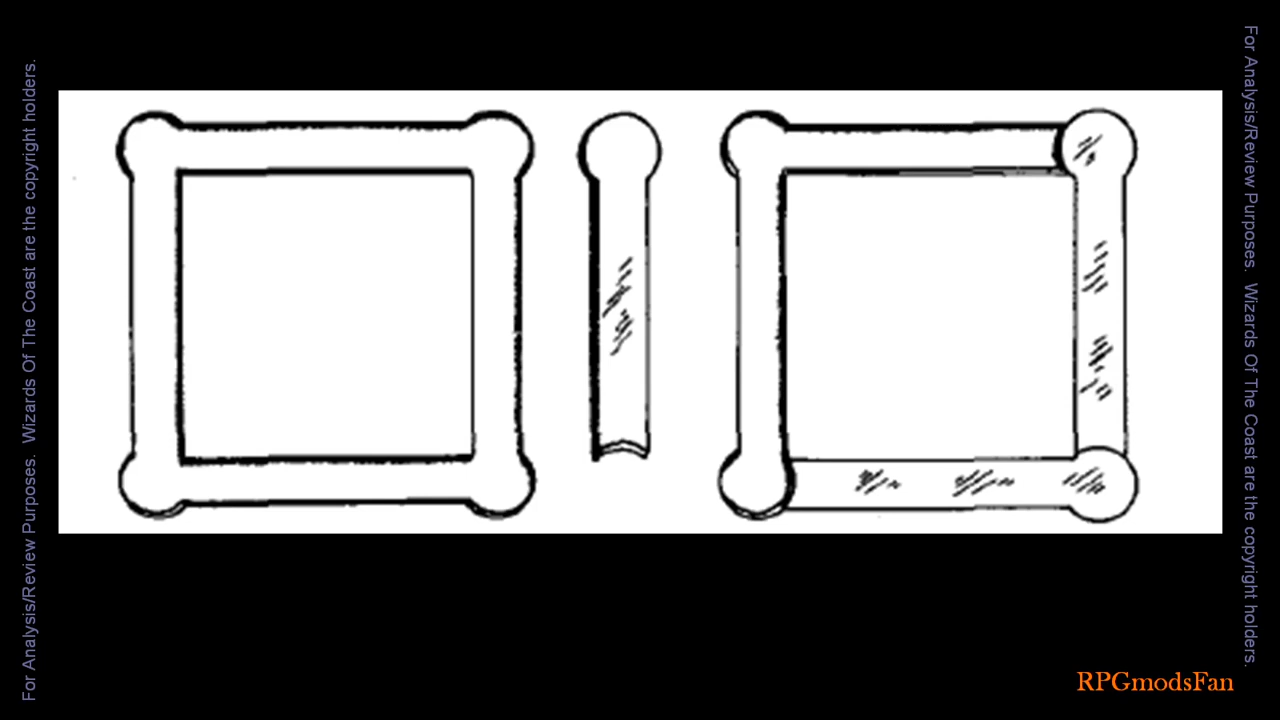 For Analysis/Review Purposes.  Wizards Of The Coast are the copyright holders.
For Analysis/Review Purposes.  Wizards Of The Coast are the copyright holders.
RPGmodsFan